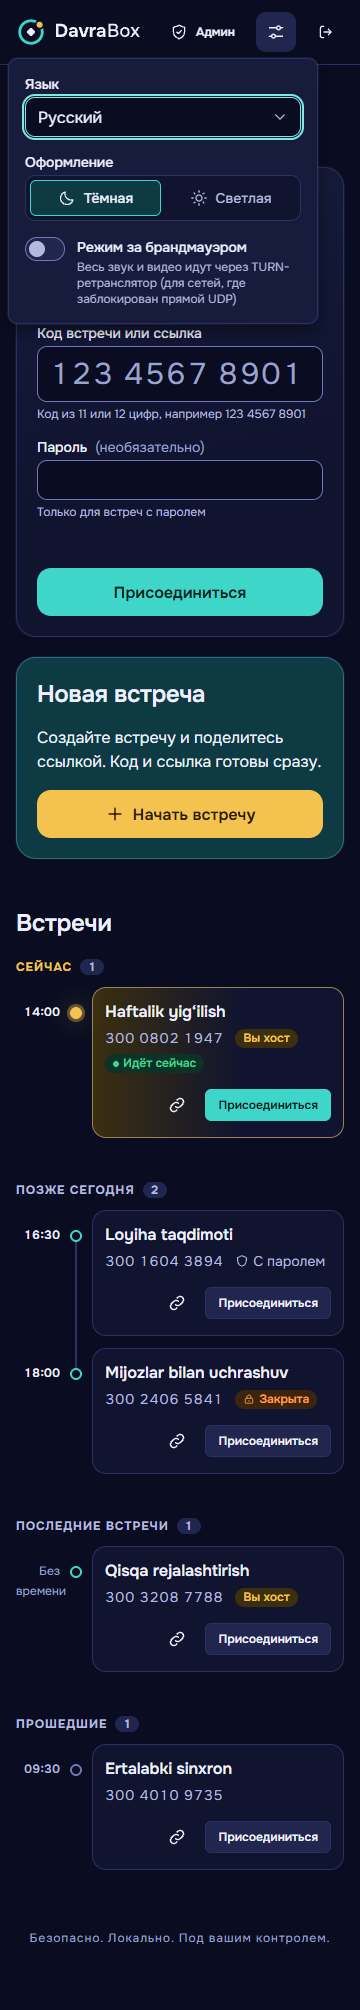 DavraBox
Админ
Язык
Русский
Оформление
Тёмная
Светлая
Режим за брандмауэром
Весь звук и видео идут через TURN-
ретранслятор (для сетей, где
заблокирован прямой UDP)
Код встречи или ссылка
123 4567 8901
Код из 11 или 12 цифр, например 123 4567 8901
Пароль (необязательно)
Только для встреч с паролем
Присоединиться
Новая встреча
Создайте встречу и поделитесь
ссылкой. Код и ссылка готовы сразу.
Начать встречу
Встречи
СЕЙЧАС 1
14:00
Haftalik yigʻilish
300 0802 1947 Вы хост
Идёт сейчас
Присоединиться
ПОЗЖЕ СЕГОДНЯ 2
16:30
Loyiha taqdimoti
300 1604 3894 С паролем
Присоединиться
18:00
Mijozlar bilan uchrashuv
300 2406 5841 Закрыта
Присоединиться
ПОСЛЕДНИЕ ВСТРЕЧИ 1
Без
времени
Qisqa rejalashtirish
300 3208 7788 Вы хост
Присоединиться
ПРОШЕДШИЕ 1
09:30
Ertalabki sinxron
300 4010 9735
Присоединиться
Безопасно. Локально. Под вашим контролем.